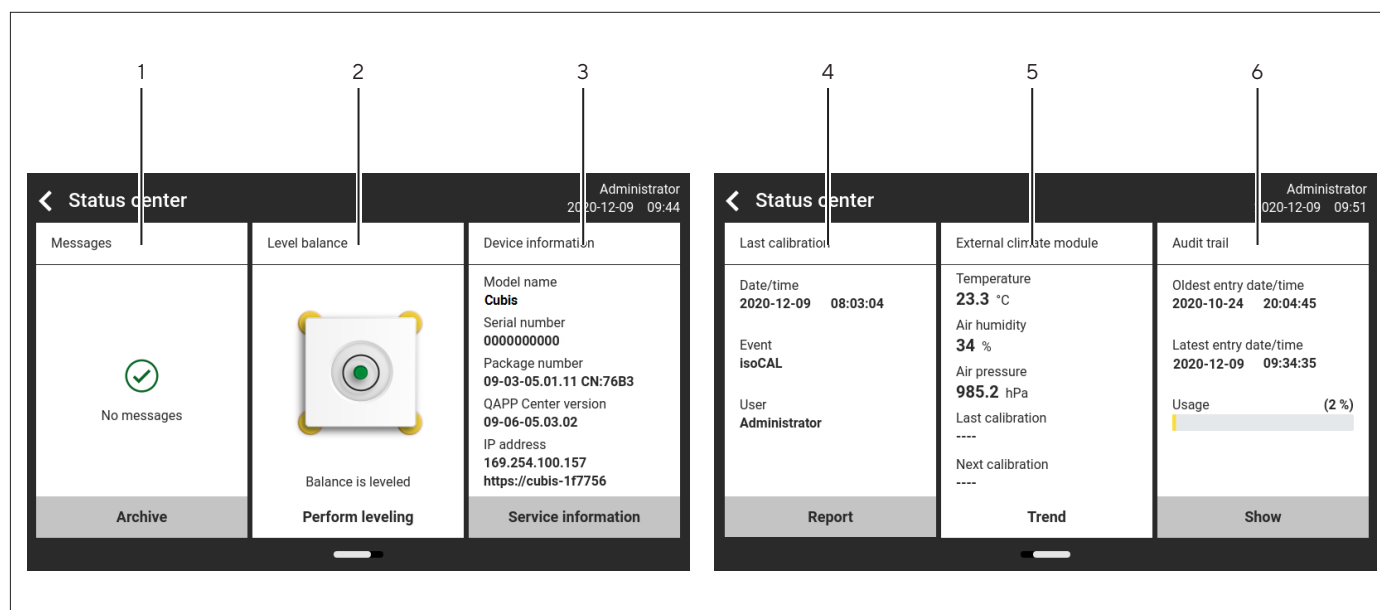 1
2
3
4
5
6
Status center
Administrator
2020-12-09 09:44
Messages
No messages
Archive
Level balance
Balance is leveled
Perform leveling
Device information
Model name
Cubis
Serial number
0000000000
Package number
09-03-05.01.11 CN:76B3
QAPP Center version
09-06-05.03.02
IP address
169.254.100.157
https://cubis-1f7756
Service information
Status center
Administrator
2020-12-09 09:51
Last calibration
Date/time
2020-12-09 08:03:04
Event
isoCAL
User
Administrator
Report
External climate module
Temperature
23.3 °C
Air humidity
34 %
Air pressure
985.2 hPa
Last calibration
----
Next calibration
----
Trend
Audit trail
Oldest entry date/time
2020-10-24 20:04:45
Latest entry date/time
2020-12-09 09:34:35
Usage (2 %)
Show